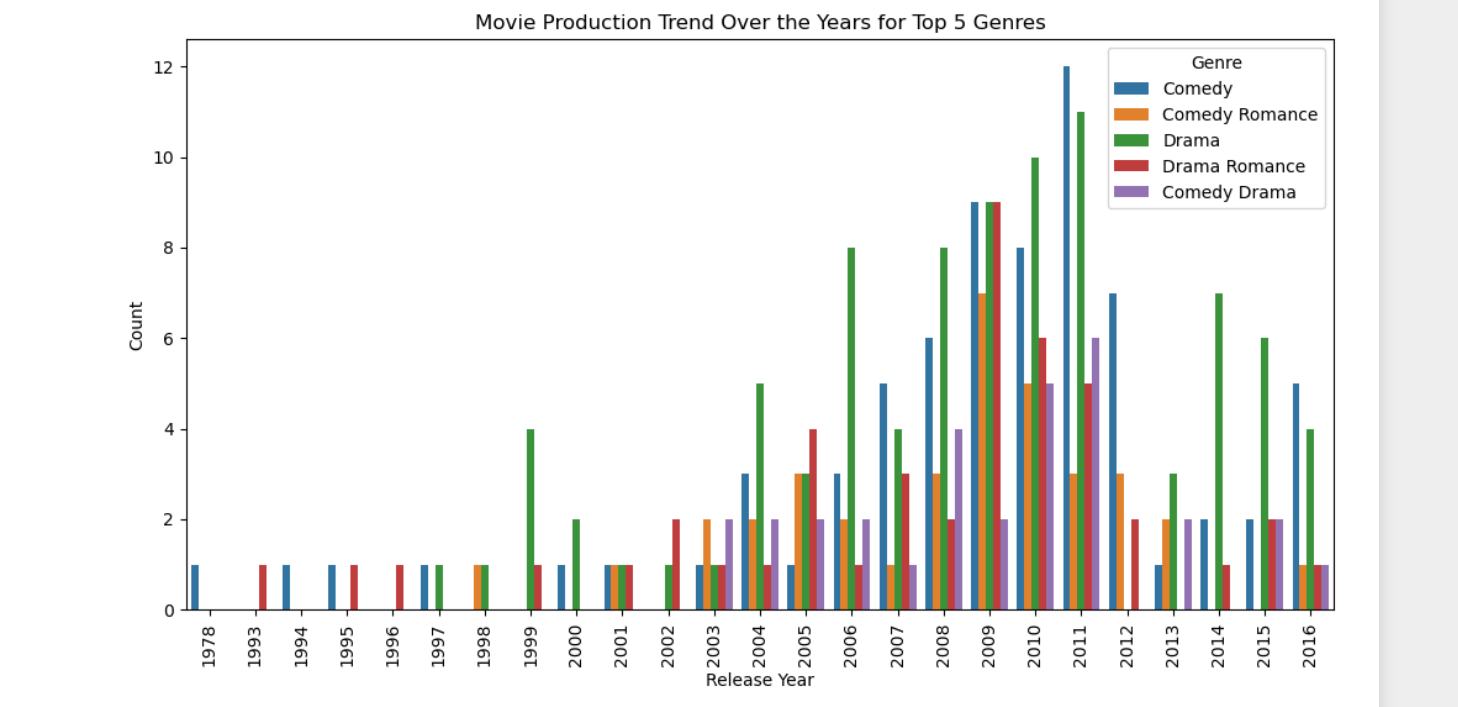 Movie Production Trend Over the Years for Top 5 Genres
Genre
Comedy
Comedy Romance
Drama
Drama Romance
Comedy Drama
12
10
8
6
4
2
0
Count
1978 1993 1994 1995 1996 1997 1998 1999 2000 2001 2002 2003 2004 2005 2006 2007 2008 2009 2010 2011 2012 2013 2014 2015 2016
Release Year